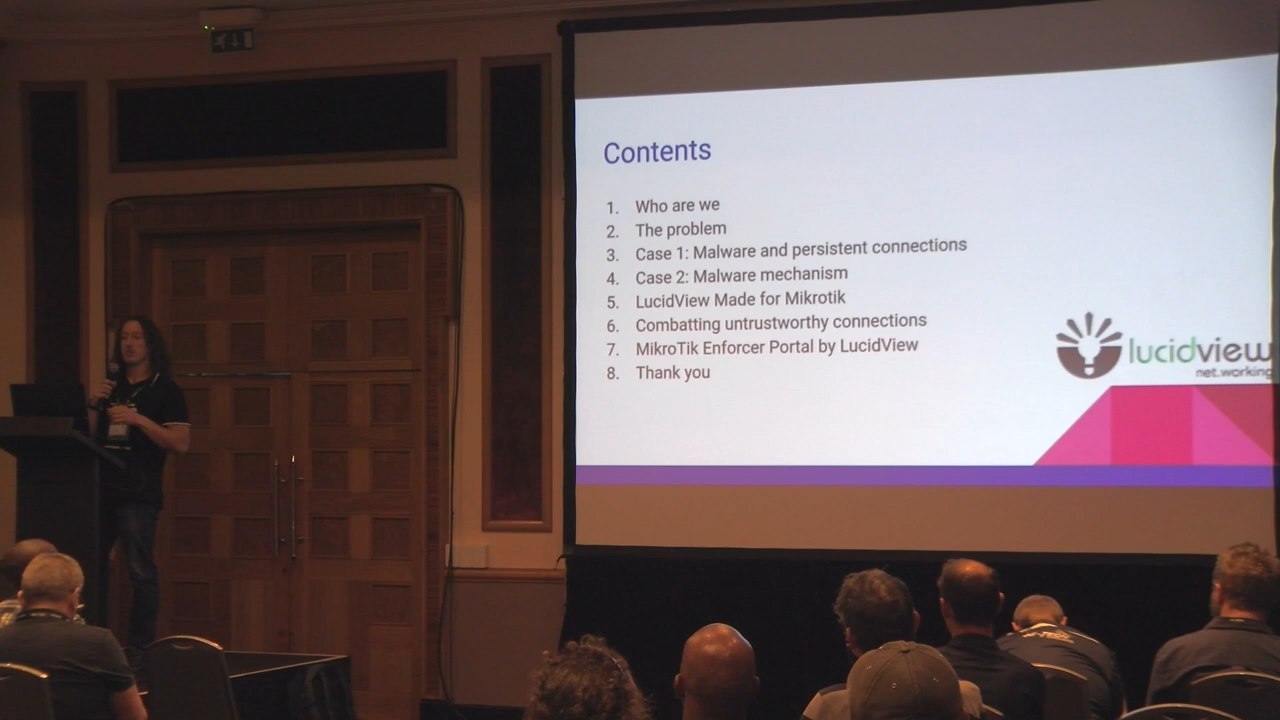 Contents
1. Who are we
2. The problem
3. Case 1: Malware and persistent connections
4. Case 2: Malware mechanism
5. LucidView Made for Mikrotik
6. Combatting untrustworthy connections
7. MikroTik Enforcer Portal by LucidView
8. Thank you
lucidview
net.working